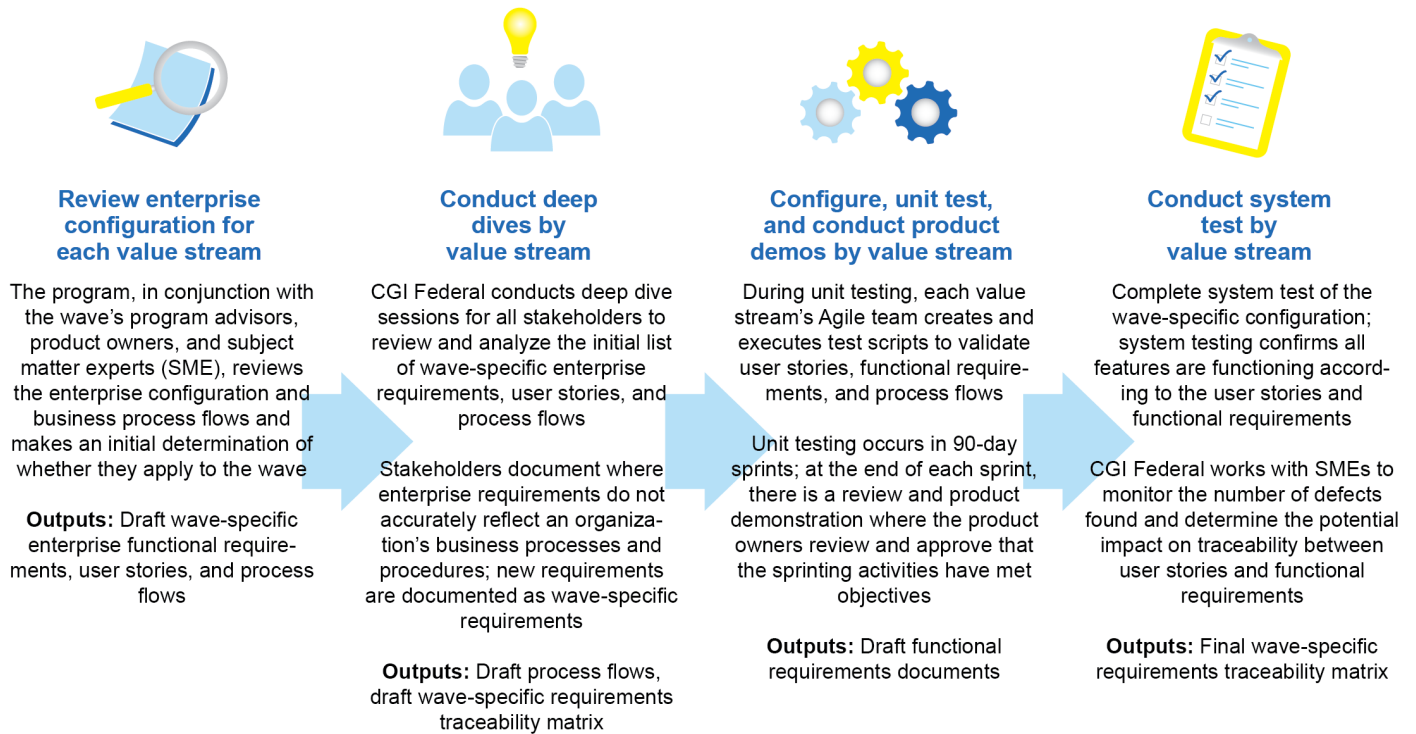 Review enterprise
configuration for
each value stream
The program, in conjunction with
the wave's program advisors,
product owners, and subject
matter experts (SME), reviews
the enterprise configuration and
business process flows and
makes an initial determination of
whether they apply to the wave
Outputs: Draft wave-specific
enterprise functional require-
ments, user stories, and process
flows
Conduct deep
dives by
value stream
CGI Federal conducts deep dive
sessions for all stakeholders to
review and analyze the initial list
of wave-specific enterprise
requirements, user stories, and
process flows
Stakeholders document where
enterprise requirements do not
accurately reflect an organiza-
tion's business processes and
procedures; new requirements
are documented as wave-specific
requirements
Outputs: Draft process flows,
draft wave-specific requirements
traceability matrix
Configure, unit test,
and conduct product
demos by value stream
During unit testing, each value
stream's Agile team creates and
executes test scripts to validate
user stories, functional require-
ments, and process flows
Unit testing occurs in 90-day
sprints; at the end of each sprint,
there is a review and product
demonstration where the product
owners review and approve that
the sprinting activities have met
objectives
Outputs: Draft functional
requirements documents
Conduct system
test by
value stream
Complete system test of the
wave-specific configuration;
system testing confirms all
features are functioning accord-
ing to the user stories and
functional requirements
CGI Federal works with SMEs to
monitor the number of defects
found and determine the potential
impact on traceability between
user stories and functional
requirements
Outputs: Final wave-specific
requirements traceability matrix